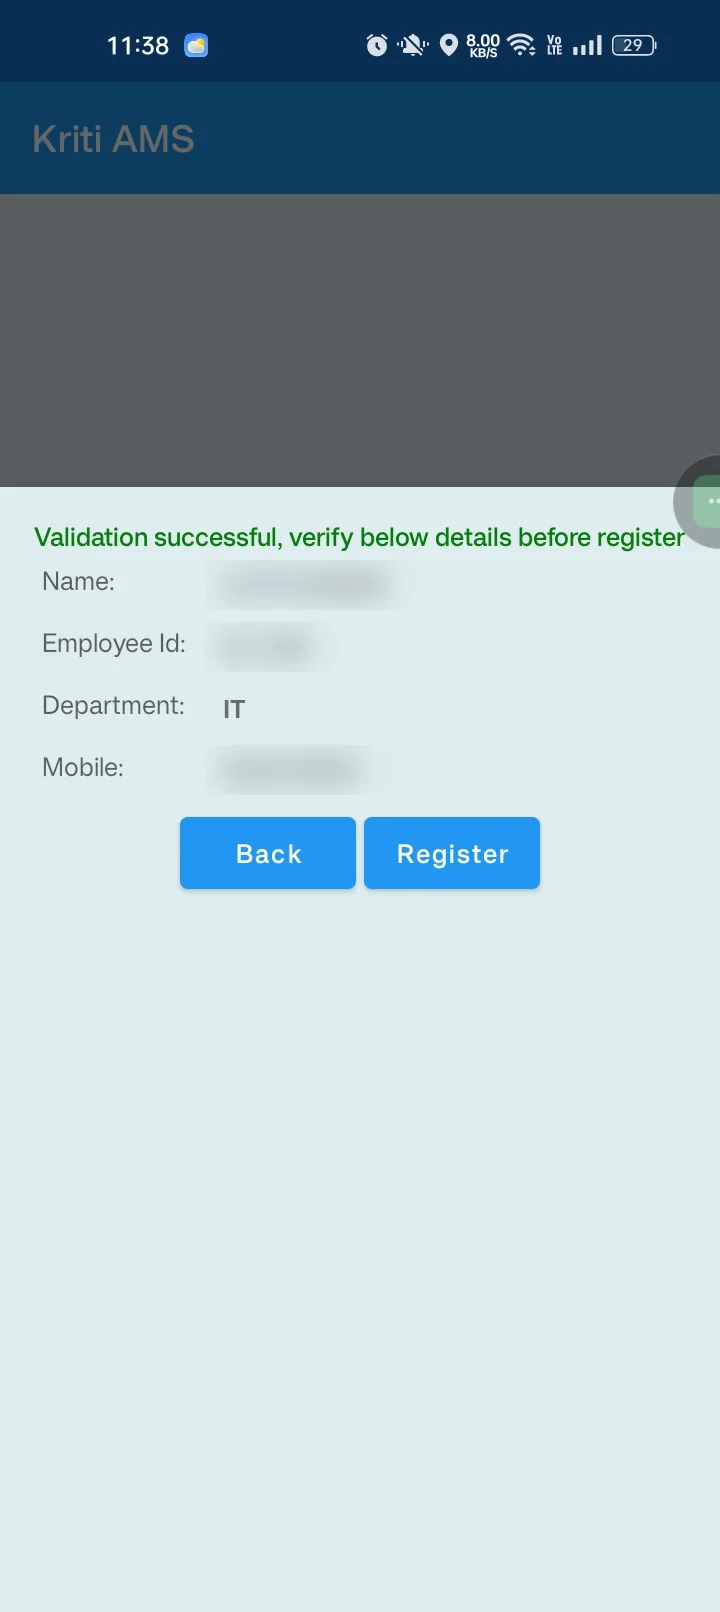 11:38
8.00
KB/S
Vo
LTE
29
Kriti AMS
Validation successful, verify below details before register
Name:
Employee Id:
Department: IT
Mobile:
Back Register